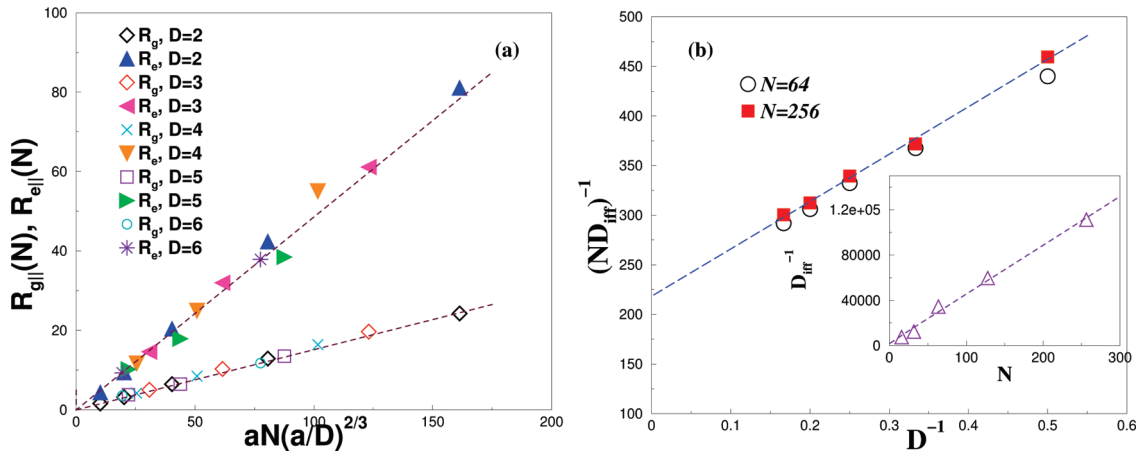 100
80
60
40
20
0
0
50
100
150
200
R_g||(N), R_e||(N)
aN(a/D)^2/3
(a)
R_g, D=2
R_e, D=2
R_g, D=3
R_e, D=3
R_g, D=4
R_e, D=4
R_g, D=5
R_e, D=5
R_g, D=6
R_e, D=6
500
450
400
350
300
250
200
150
100
0
0.1
0.2
0.3
0.4
0.5
0.6
(ND_iff)^-1
D^-1
(b)
N=64
N=256
1.2e+05
80000
40000
0
0
100
200
300
D_iff^-1
N